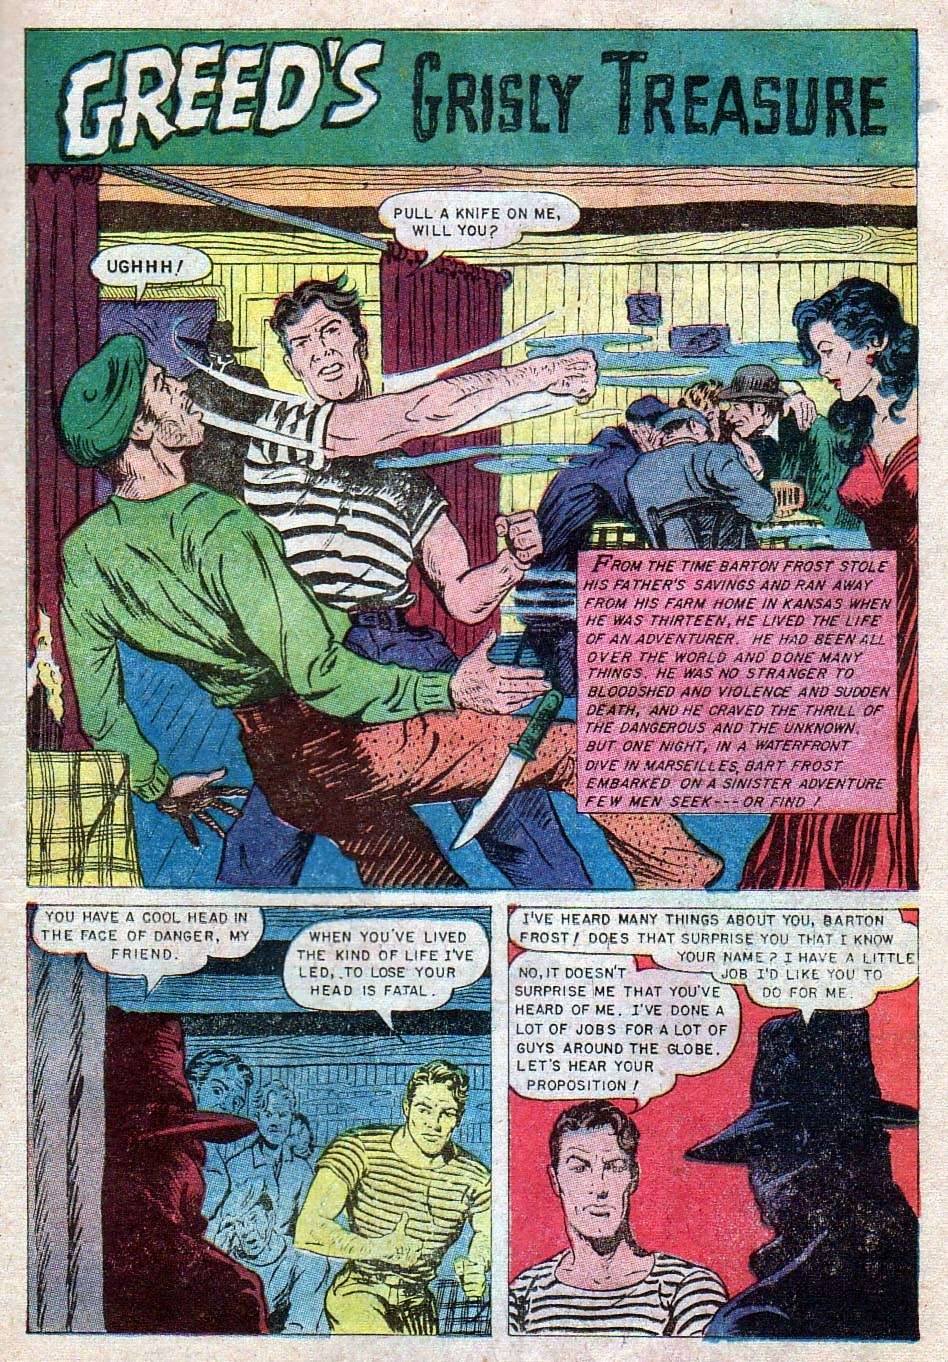 GREED'S GRISLY TREASURE
PULL A KNIFE ON ME,
WILL YOU?
UGHHH!
FROM THE TIME BARTON FROST STOLE
HIS FATHER'S SAVINGS AND RAN AWAY
FROM HIS FARM HOME IN KANSAS WHEN
HE WAS THIRTEEN, HE LIVED THE LIFE
OF AN ADVENTURER. HE HAD BEEN ALL
OVER THE WORLD AND DONE MANY
THINGS. HE WAS NO STRANGER TO
BLOODSHED AND VIOLENCE AND SUDDEN
DEATH, AND HE CRAVED THE THRILL OF
THE DANGEROUS AND THE UNKNOWN.
BUT ONE NIGHT, IN A WATERFRONT
DIVE IN MARSEILLES, BART FROST
EMBARKED ON A SINISTER ADVENTURE
FEW MEN SEEK---OR FIND!
YOU HAVE A COOL HEAD IN
THE FACE OF DANGER, MY
FRIEND.
WHEN YOU'VE LIVED
THE KIND OF LIFE I'VE
LED, TO LOSE YOUR
HEAD IS FATAL.
I'VE HEARD MANY THINGS ABOUT YOU, BARTON
FROST! DOES THAT SURPRISE YOU THAT I KNOW
YOUR NAME? I HAVE A LITTLE
JOB I'D LIKE YOU TO
DO FOR ME.
NO, IT DOESN'T
SURPRISE ME THAT YOU'VE
HEARD OF ME. I'VE DONE A
LOT OF JOBS FOR A LOT OF
GUYS AROUND THE GLOBE.
LET'S HEAR YOUR
PROPOSITION!